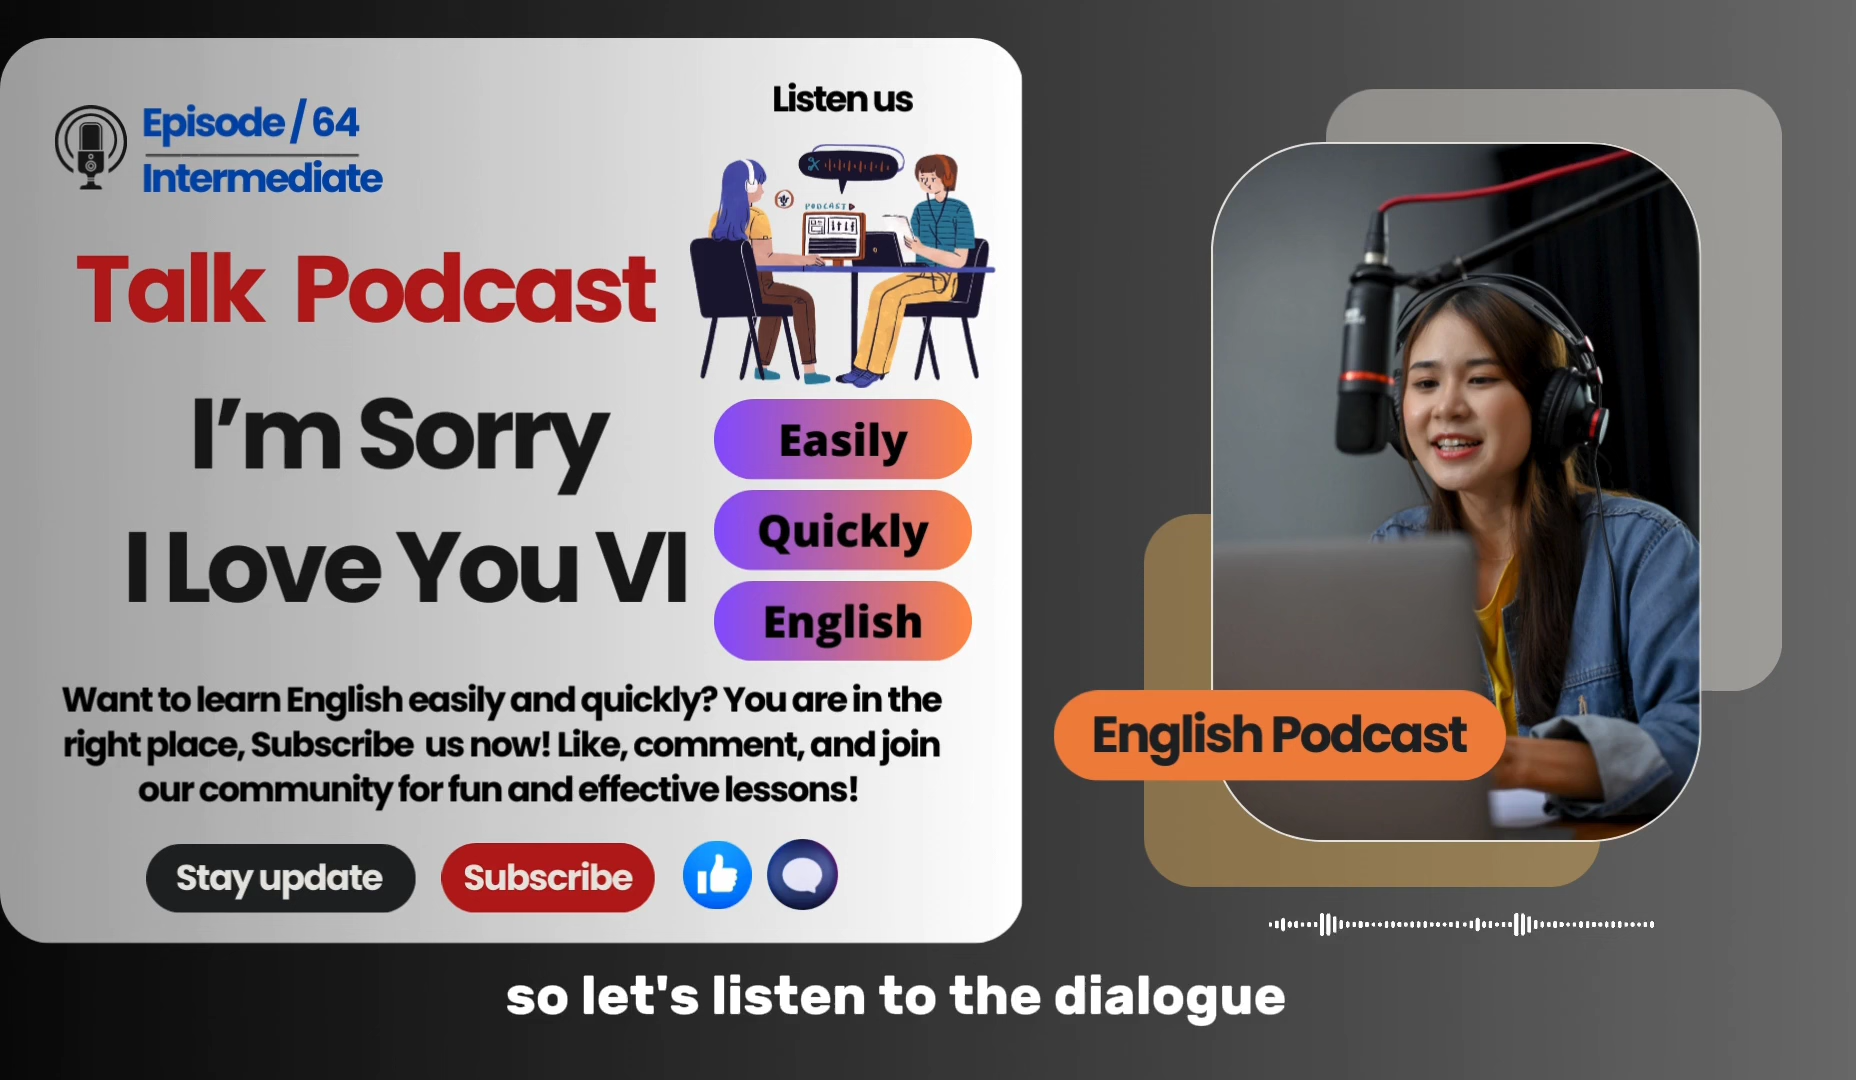 Episode / 64
Intermediate
Listen us
PODCAST
Talk Podcast
I'm Sorry
I Love You VI
Easily
Quickly
English
Want to learn English easily and quickly? You are in the
right place, Subscribe us now! Like, comment, and join
our community for fun and effective lessons!
Stay update
Subscribe
English Podcast
so let's listen to the dialogue